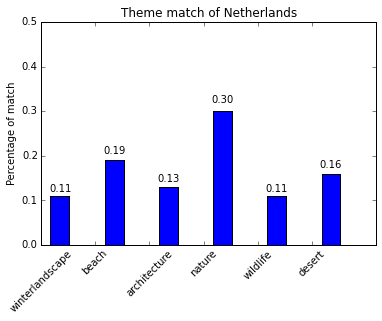 Theme match of Netherlands
Percentage of match
0.5
0.4
0.3
0.2
0.1
0.0
0.11
0.19
0.13
0.30
0.11
0.16
winterlandscape
beach
architecture
nature
wildlife
desert